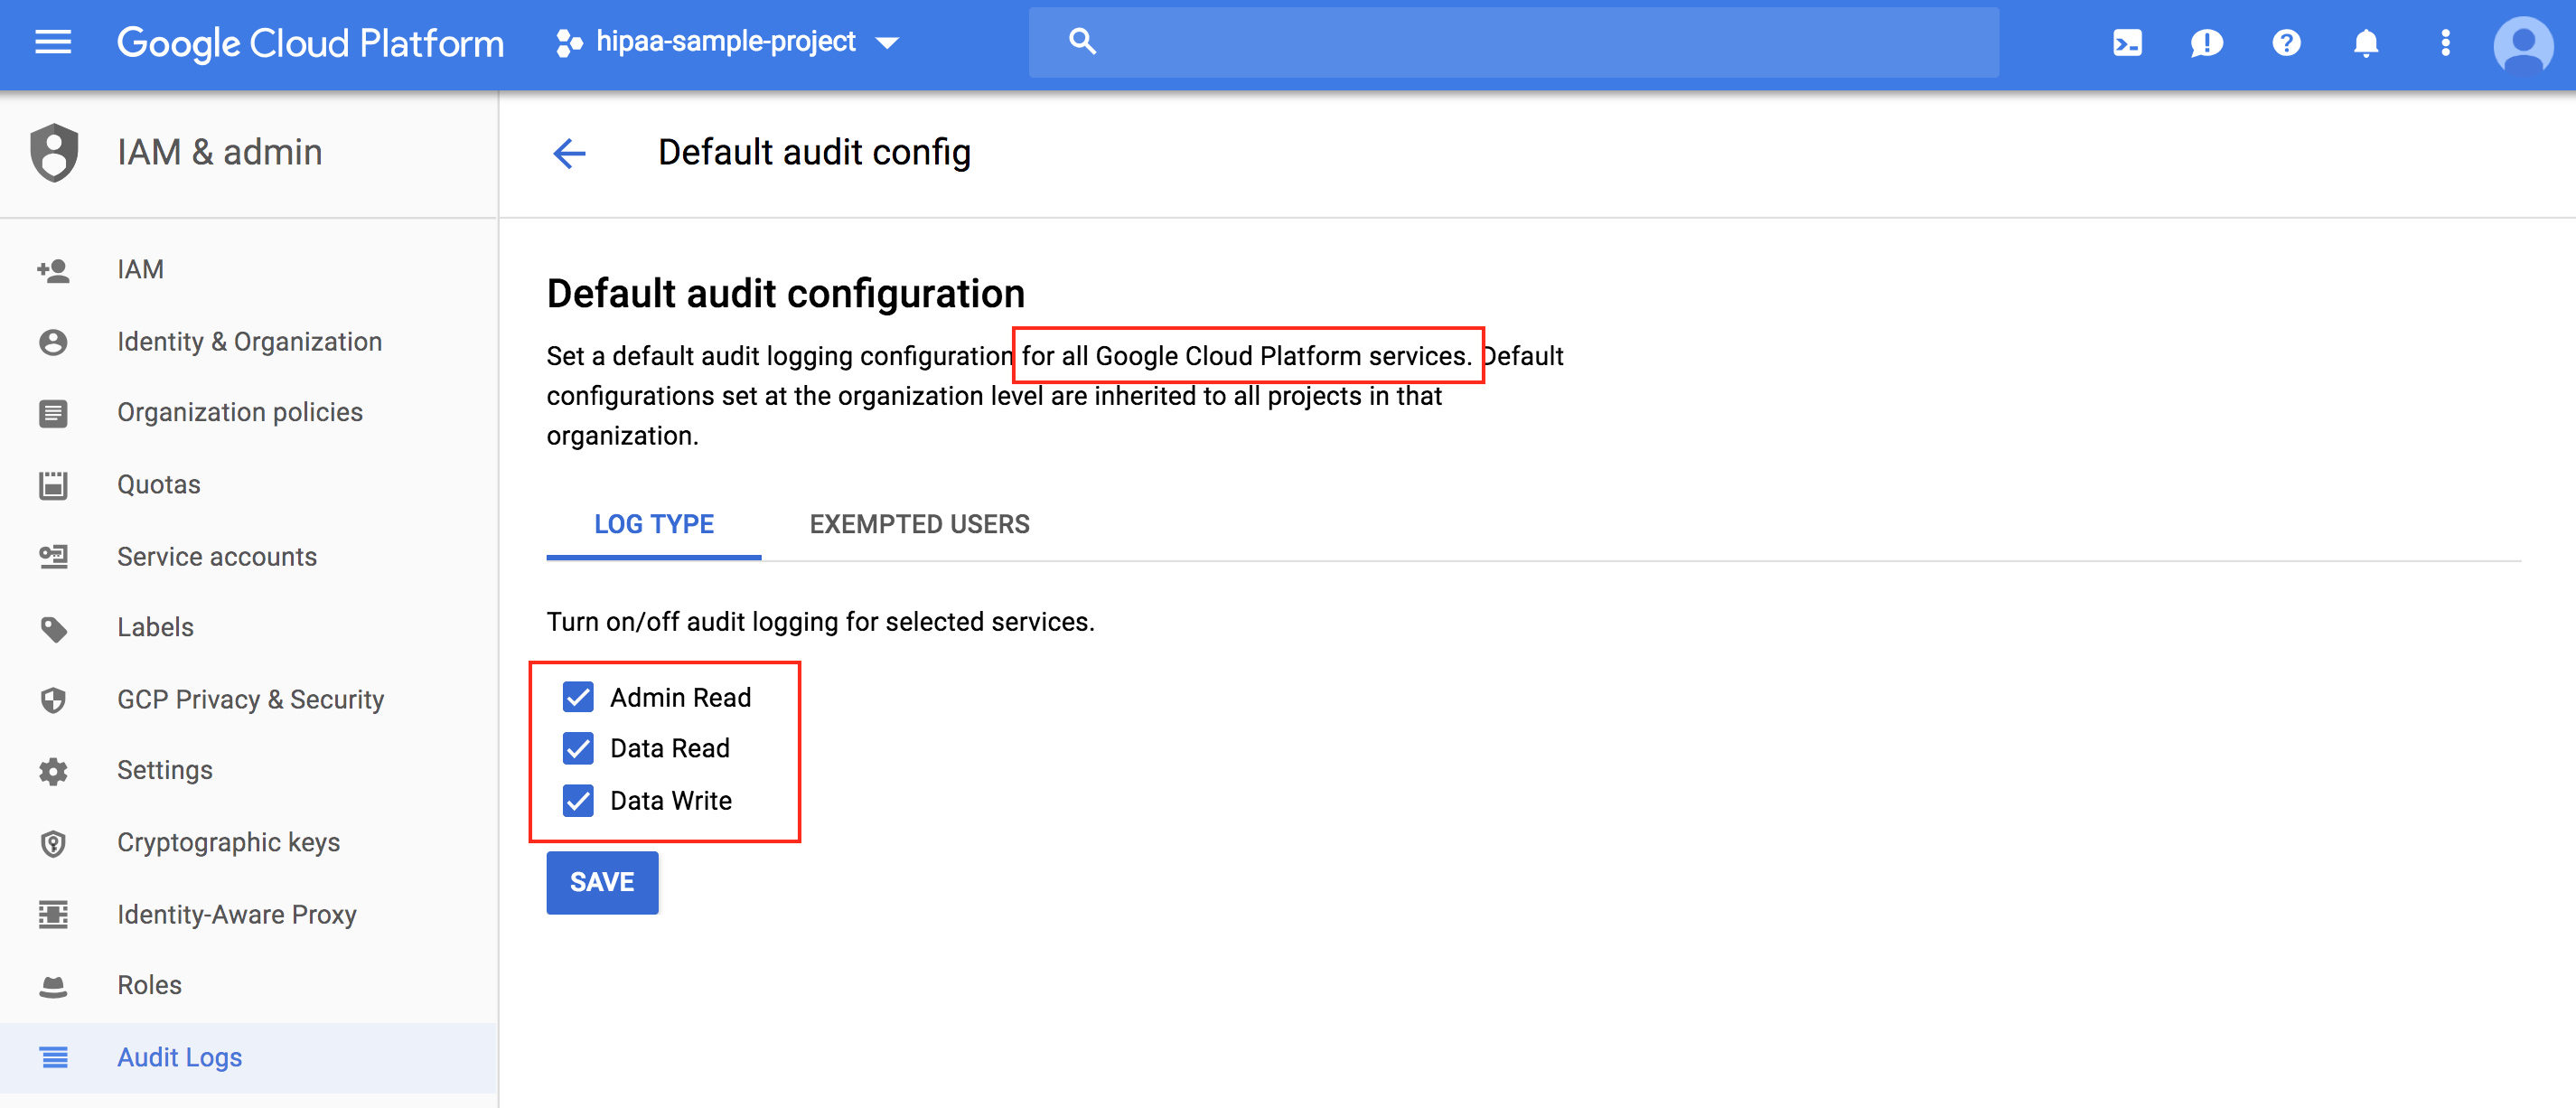 Google Cloud Platform
hipaa-sample-project
IAM & admin
Default audit config
IAM
Identity & Organization
Organization policies
Quotas
Service accounts
Labels
GCP Privacy & Security
Settings
Cryptographic keys
Identity-Aware Proxy
Roles
Audit Logs
Default audit configuration
Set a default audit logging configuration for all Google Cloud Platform services. Default
configurations set at the organization level are inherited to all projects in that
organization.
LOG TYPE
EXEMPTED USERS
Turn on/off audit logging for selected services.
Admin Read
Data Read
Data Write
SAVE